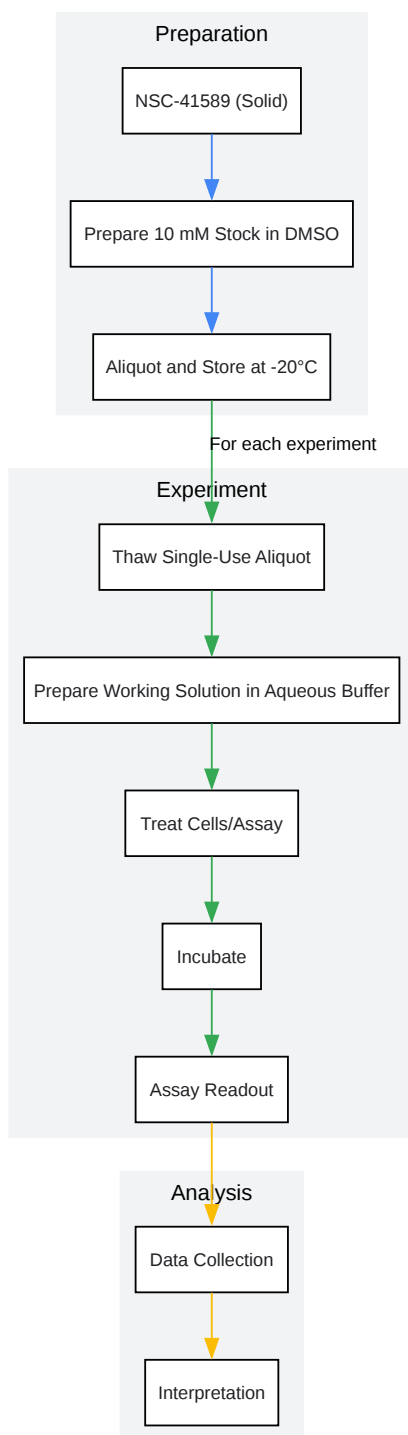 Preparation
NSC-41589 (Solid)
Prepare 10 mM Stock in DMSO
Aliquot and Store at -20°C
For each experiment
Experiment
Thaw Single-Use Aliquot
Prepare Working Solution in Aqueous Buffer
Treat Cells/Assay
Incubate
Assay Readout
Analysis
Data Collection
Interpretation